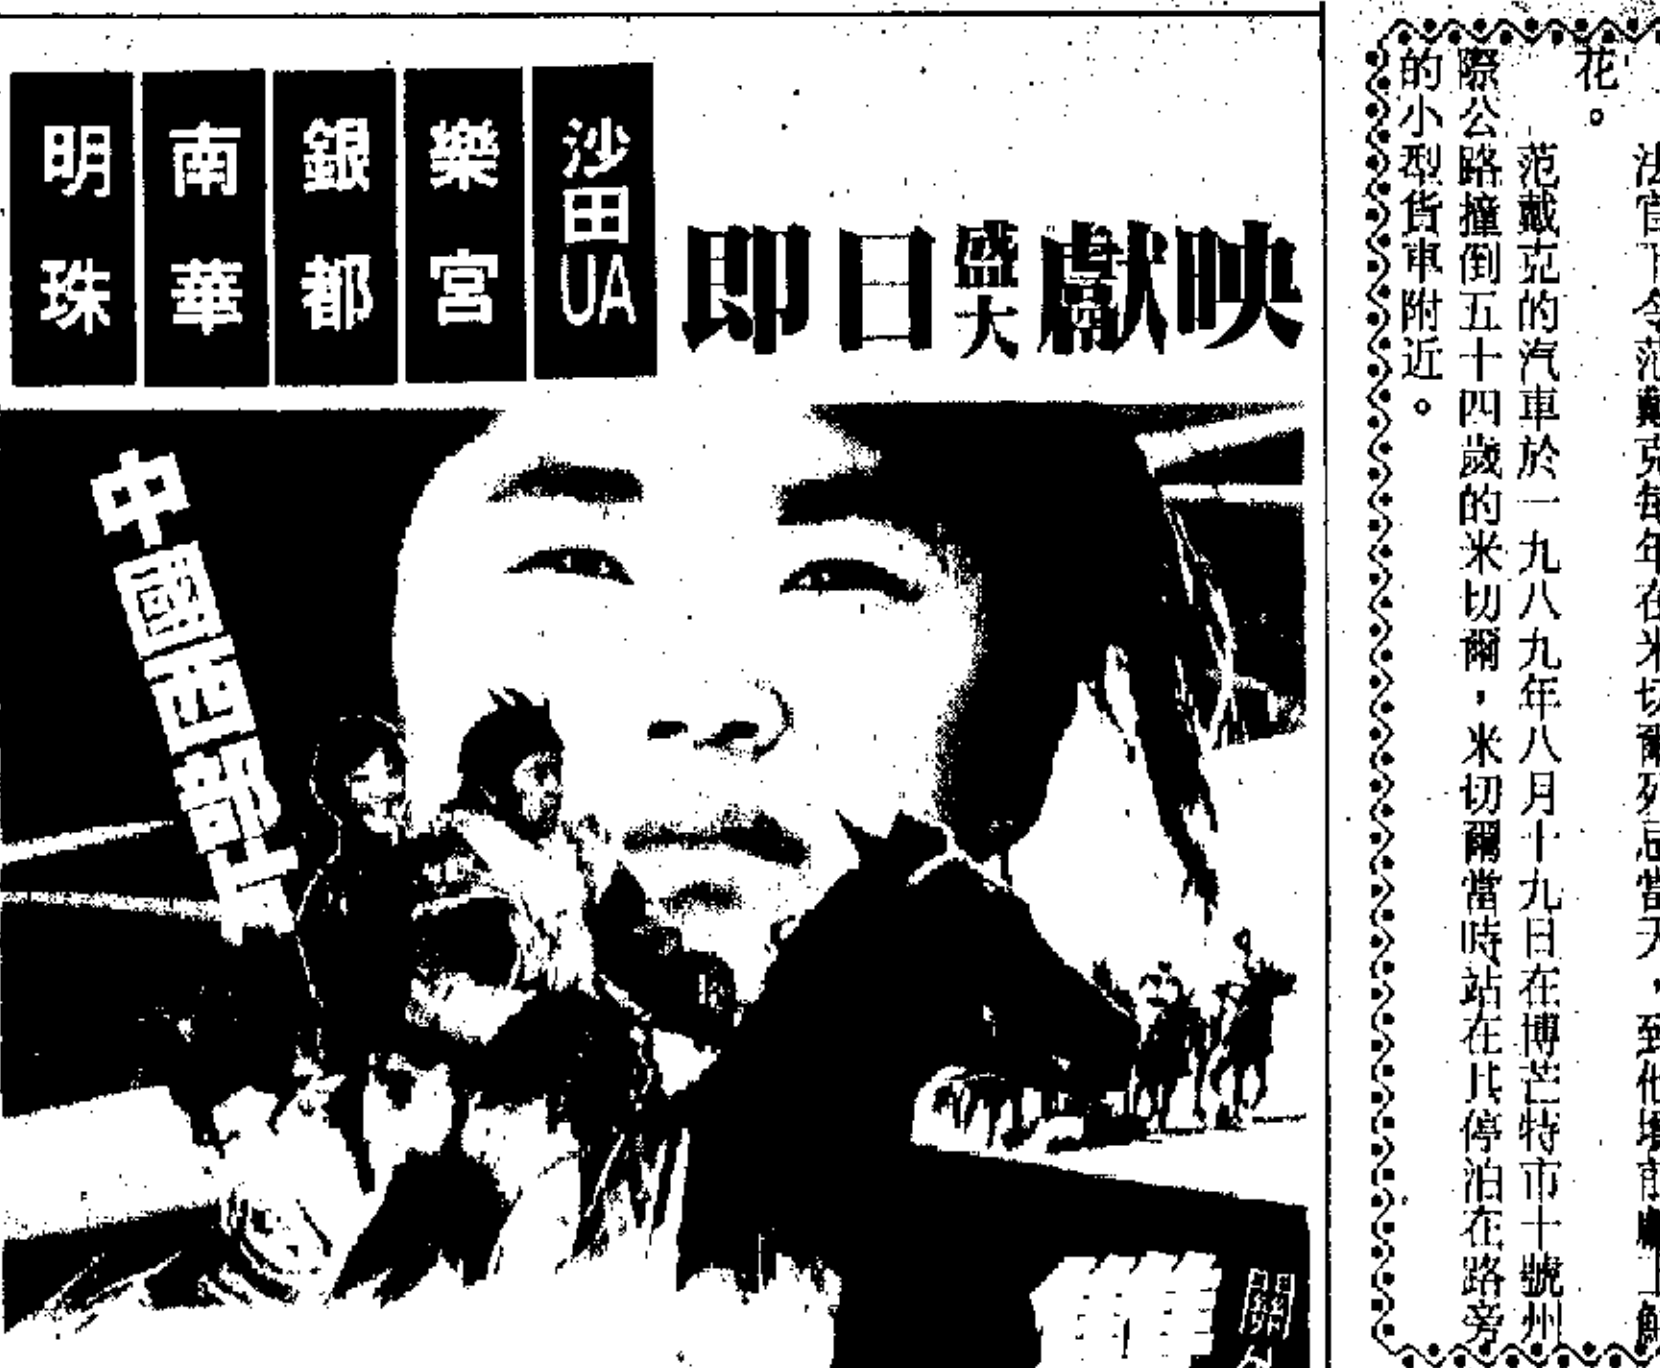 明珠
南華
銀都
樂宮
沙田UA
即日盛大獻映
中國西部
法官下令范戴克每年在米切爾死忌當天，到他墳前獻上鮮
花。
范戴克的汽車於一九八九年八月十九日在博芒特市十號州
際公路撞倒五十四歲的米切爾，米切爾當時站在其停泊在路旁
的小型貨車附近。